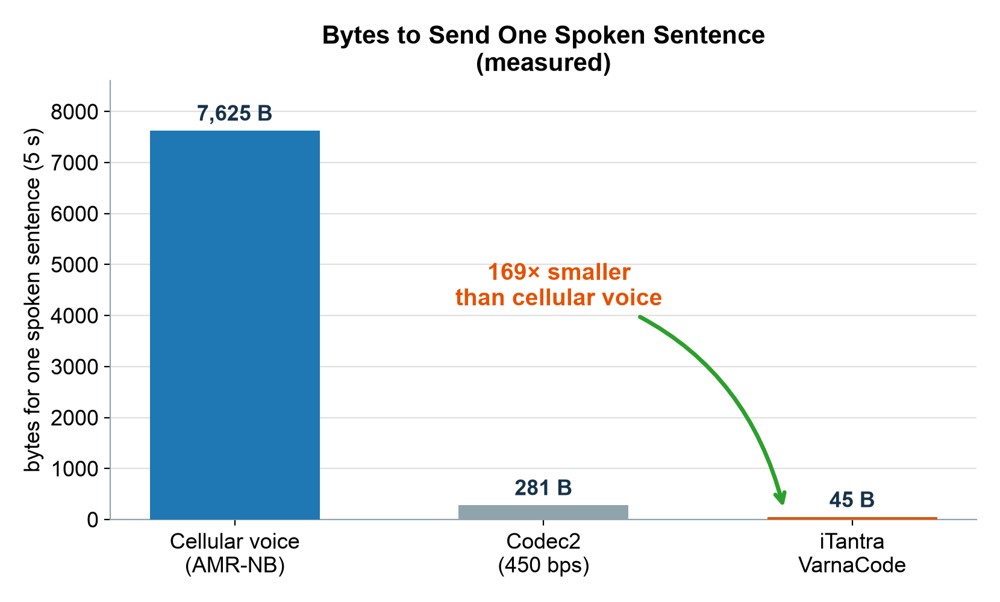 Bytes to Send One Spoken Sentence
(measured)
bytes for one spoken sentence (5 s)
8000
7000
6000
5000
4000
3000
2000
1000
0
7,625 B
169× smaller
than cellular voice
281 B
45 B
Cellular voice
(AMR-NB)
Codec2
(450 bps)
iTantra
VarnaCode